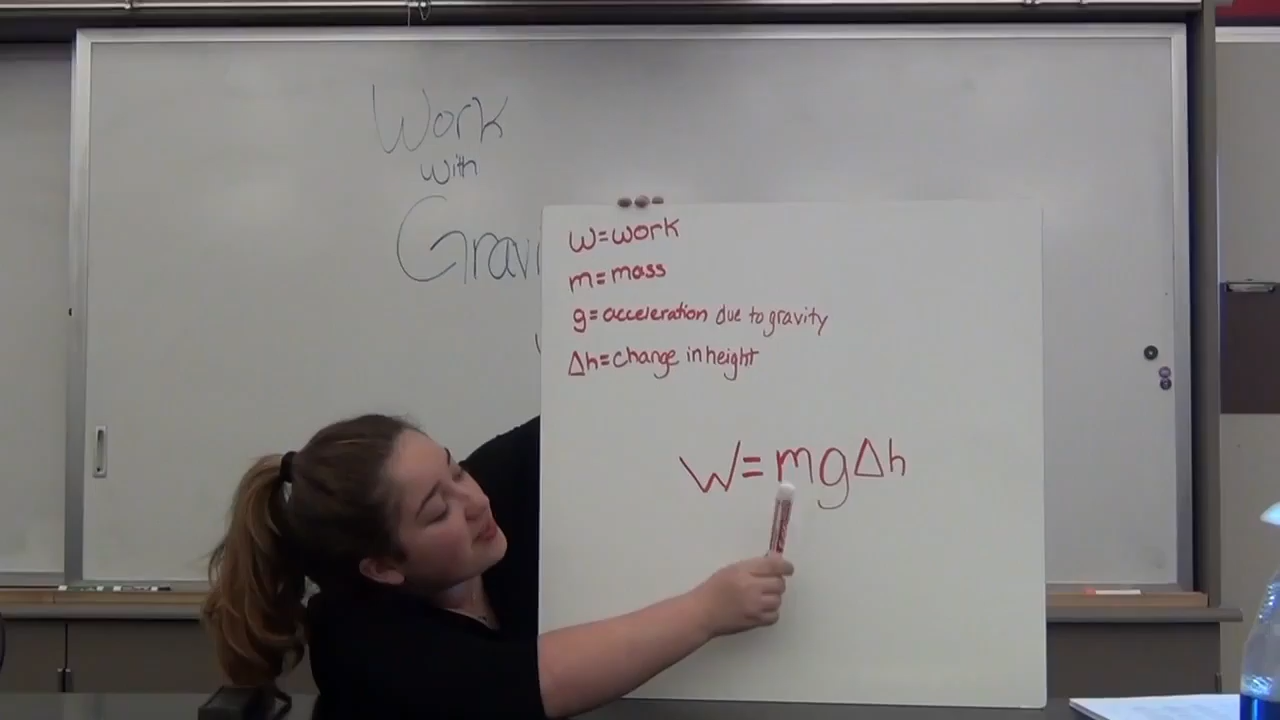 Work
with
Gravi
W=work
m=mass
g=acceleration due to gravity
Δh=change in height
W=mgΔh